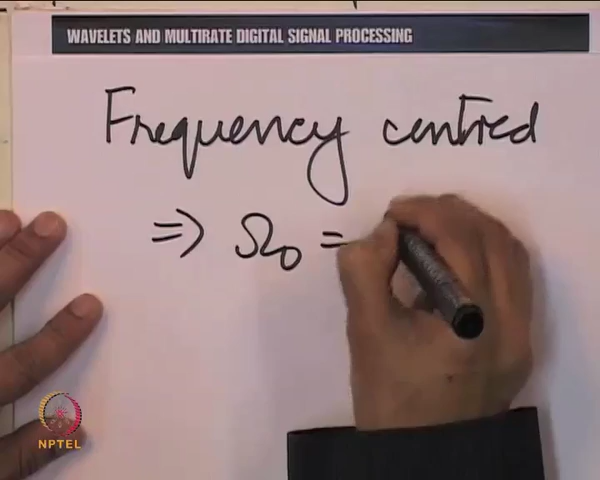 WAVELETS AND MULTIRATE DIGITAL SIGNAL PROCESSING
Frequency centred
⇒ Ω₀ =
NPTEL